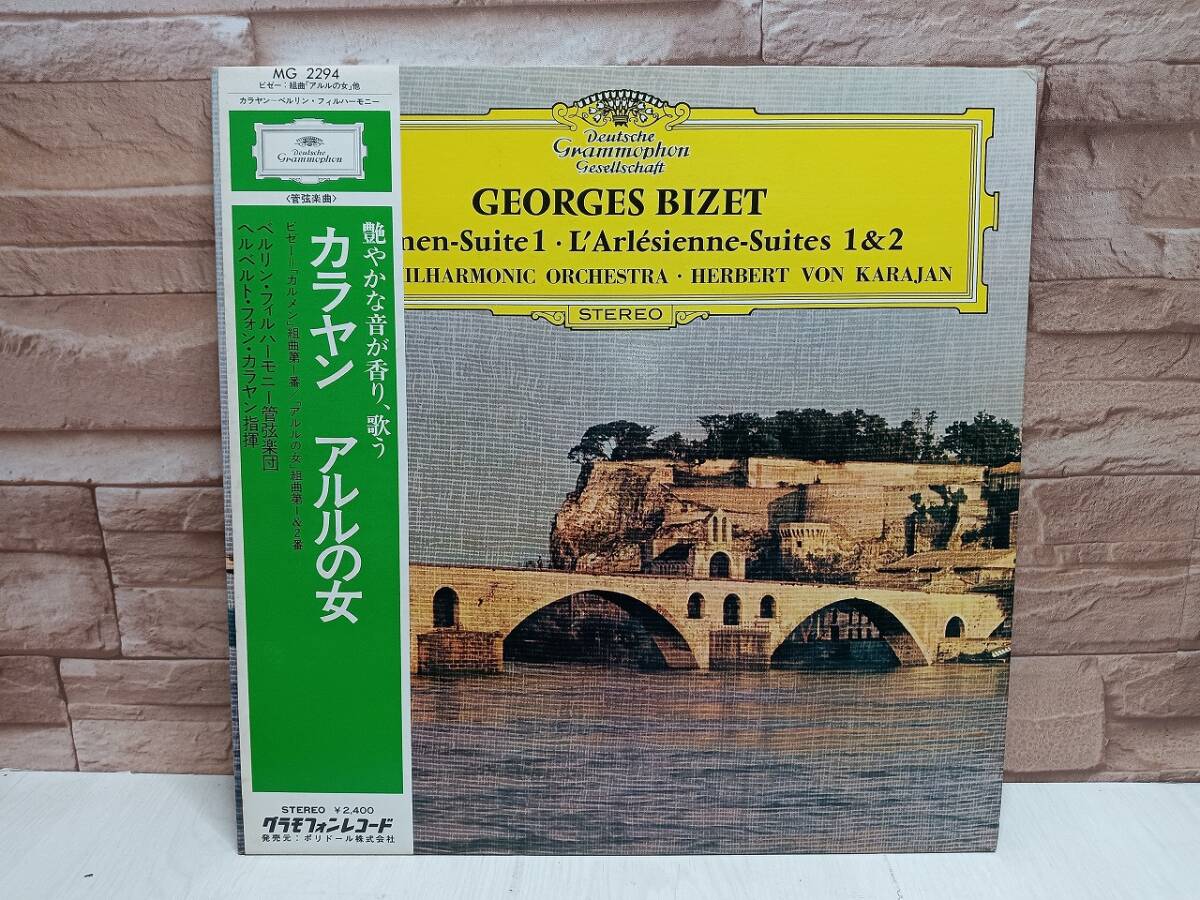 MG 2294
ビゼー：組曲「アルルの女」他
カラヤン－ベルリン・フィルハーモニー
Deutsche
Grammophon
〈管弦楽曲〉
艶やかな音が香り、歌う
カラヤン アルルの女
ビゼー＝「カルメン」組曲第1番／「アルルの女」組曲第1&2番
ベルリン・フィルハーモニー管弦楽団
ヘルベルト・フォン・カラヤン指揮
STEREO ￥2,400
グラモフォンレコード
発売元：ポリドール株式会社
Deutsche
Grammophon
Gesellschaft
GEORGES BIZET
men-Suite 1 · L'Arlésienne-Suites 1 & 2
HILHARMONIC ORCHESTRA · HERBERT VON KARAJAN
STEREO